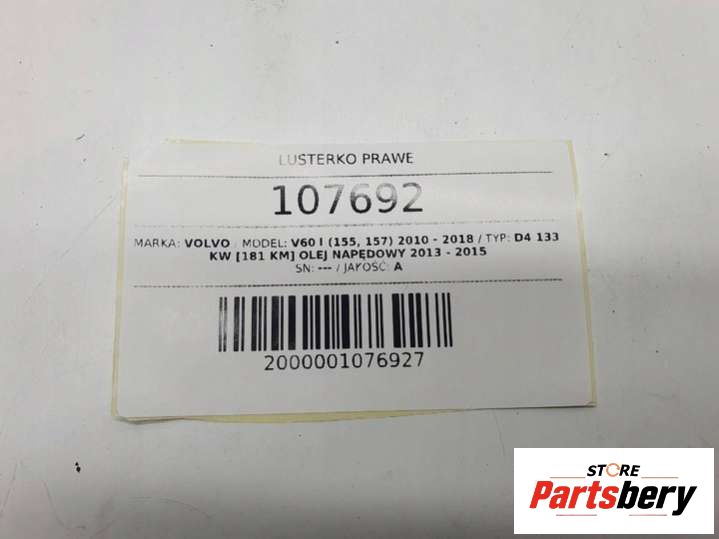 LUSTERKO PRAWE
107692
MARKA: VOLVO / MODEL: V60 I (155, 157) 2010 - 2018 / TYP: D4 133
KW [181 KM] OLEJ NAPĘDOWY 2013 - 2015
SN: --- / JAKOŚĆ: A
2000001076927
STORE
Partsbery